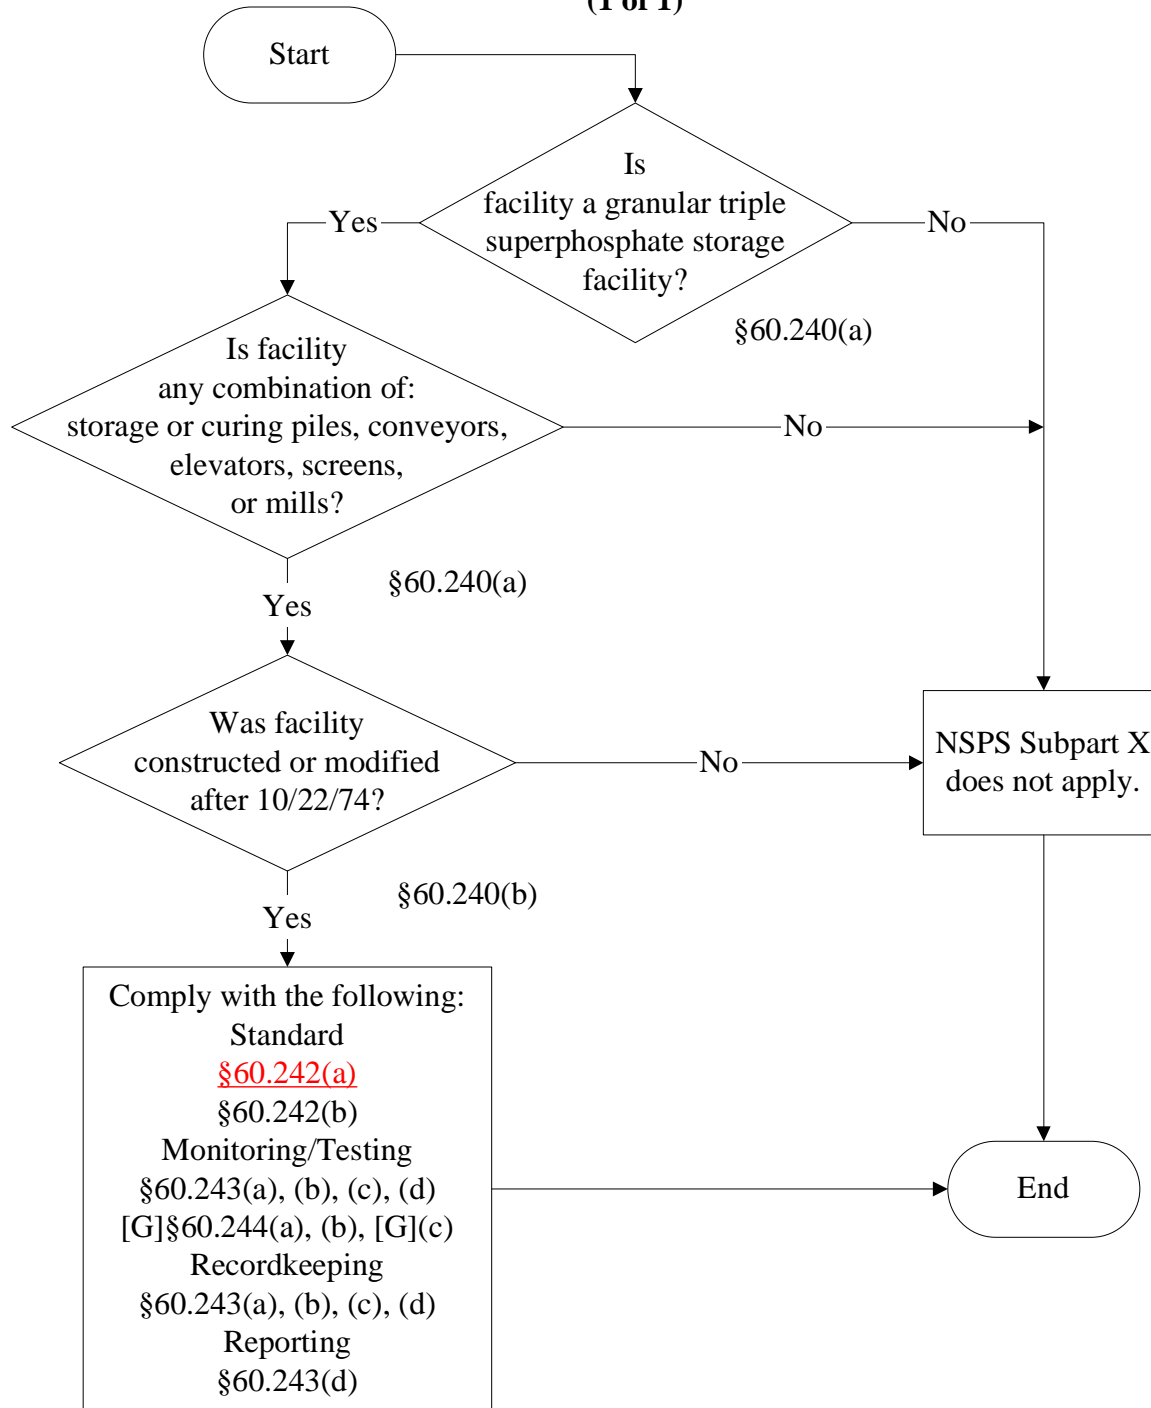 (1 of 1)
Start
Is
facility a granular triple
superphosphate storage
facility?
Yes
No
§60.240(a)
Is facility
any combination of:
storage or curing piles, conveyors,
elevators, screens,
or mills?
No
§60.240(a)
Yes
Was facility
constructed or modified
after 10/22/74?
No
NSPS Subpart X
does not apply.
§60.240(b)
Yes
Comply with the following:
Standard
§60.242(a)
§60.242(b)
Monitoring/Testing
§60.243(a), (b), (c), (d)
[G]§60.244(a), (b), [G](c)
Recordkeeping
§60.243(a), (b), (c), (d)
Reporting
§60.243(d)
End